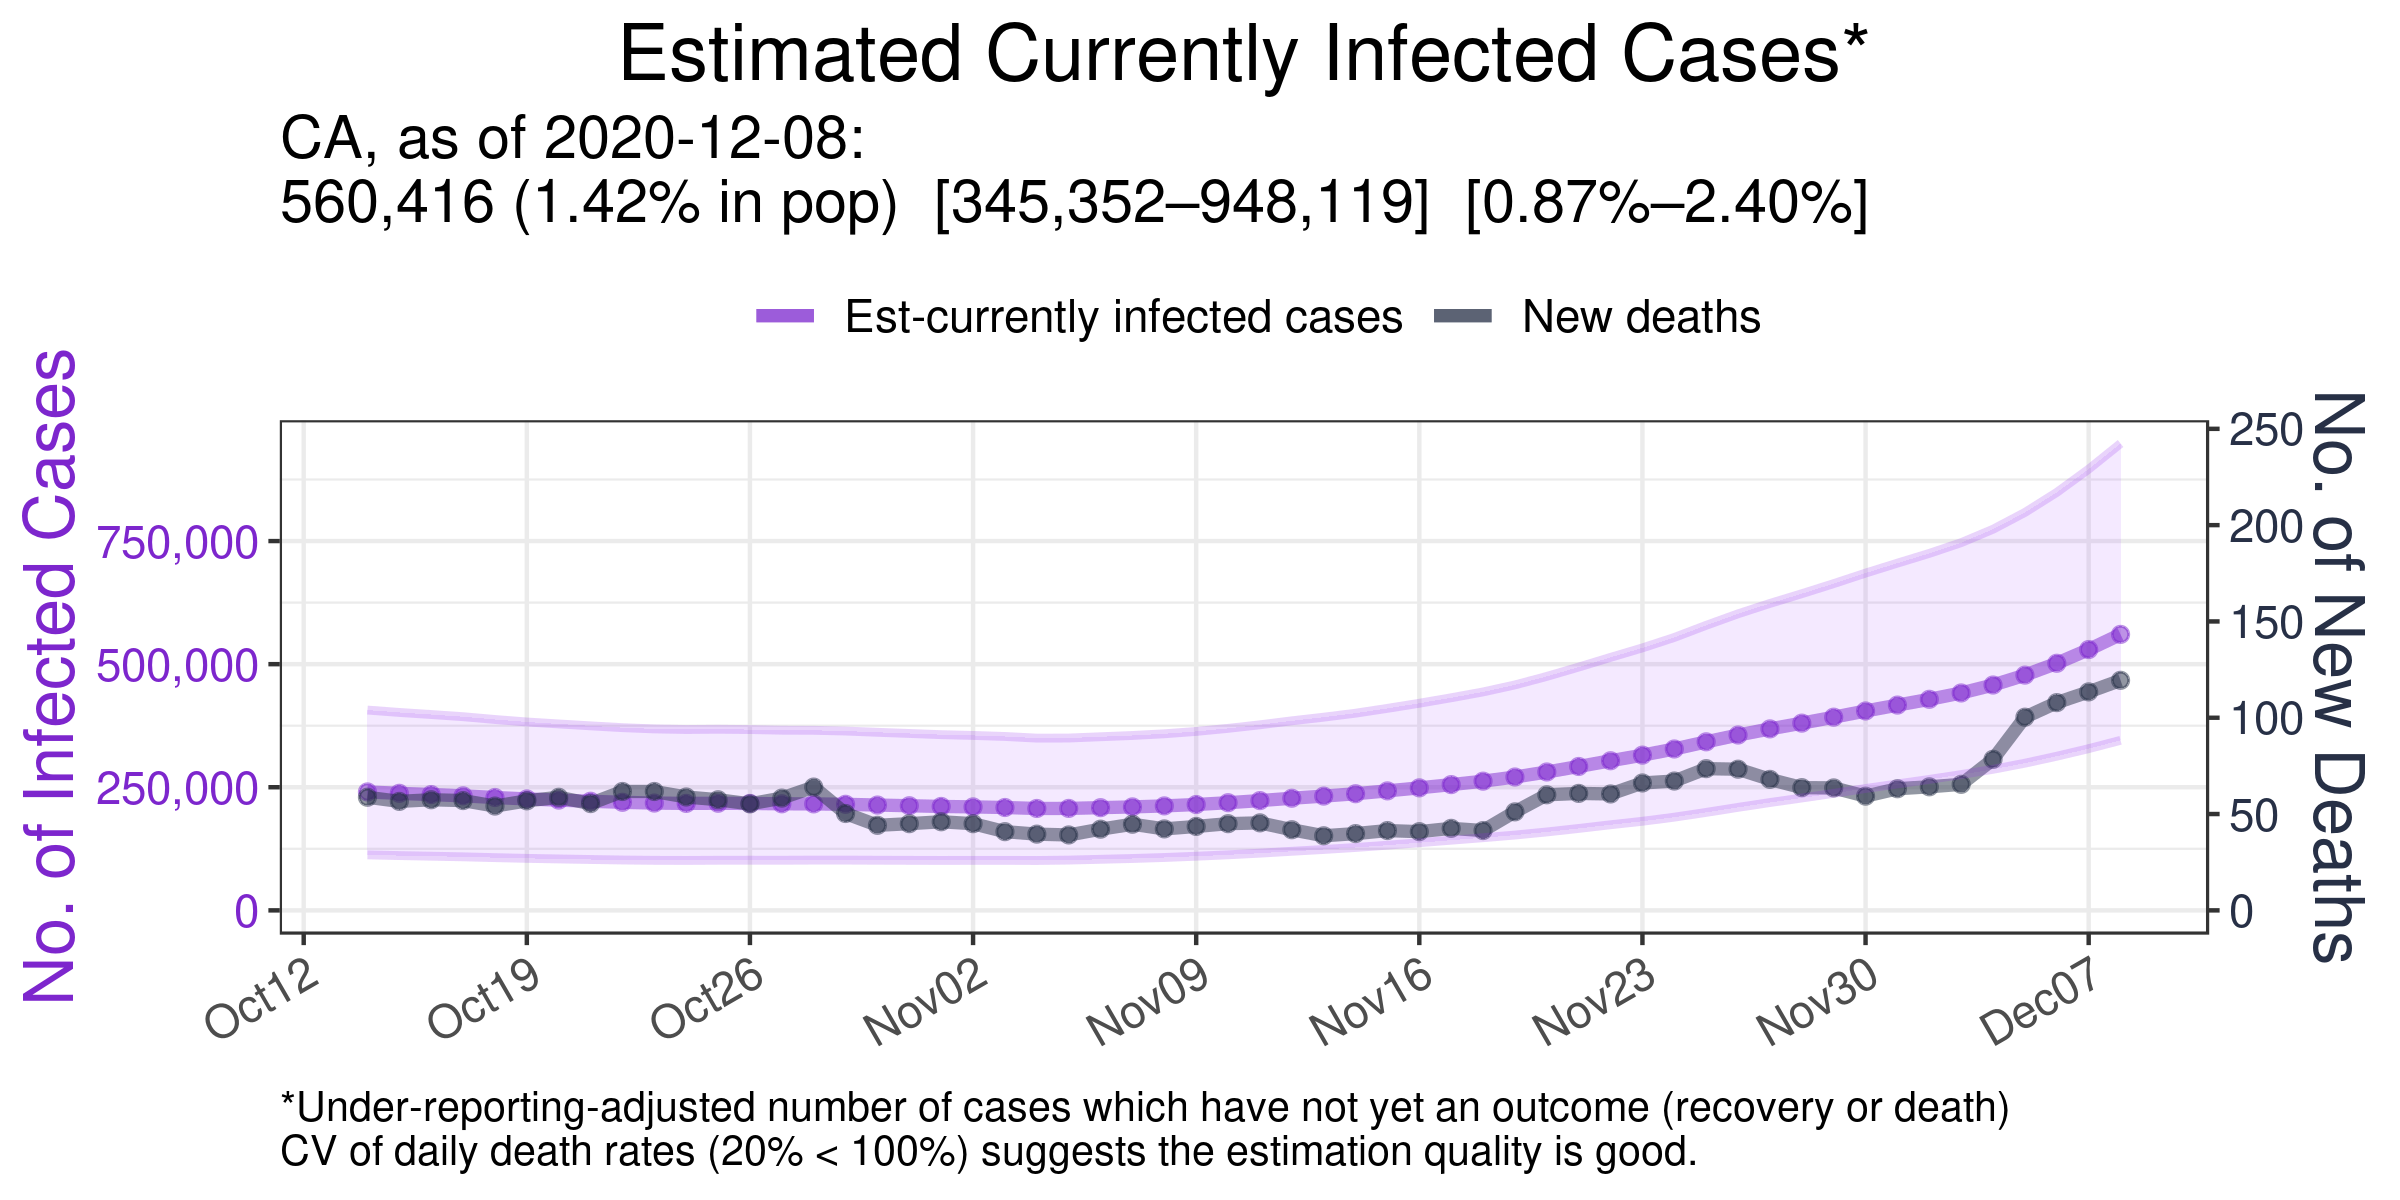 Estimated Currently Infected Cases*
CA, as of 2020-12-08:
560,416 (1.42% in pop) [345,352–948,119] [0.87%–2.40%]
Est-currently infected cases
New deaths
No. of Infected Cases
750,000
500,000
250,000
0
250
200
150
100
50
0
No. of New Deaths
Oct12
Oct19
Oct26
Nov02
Nov09
Nov16
Nov23
Nov30
Dec07
*Under-reporting-adjusted number of cases which have not yet an outcome (recovery or death)
CV of daily death rates (20% < 100%) suggests the estimation quality is good.